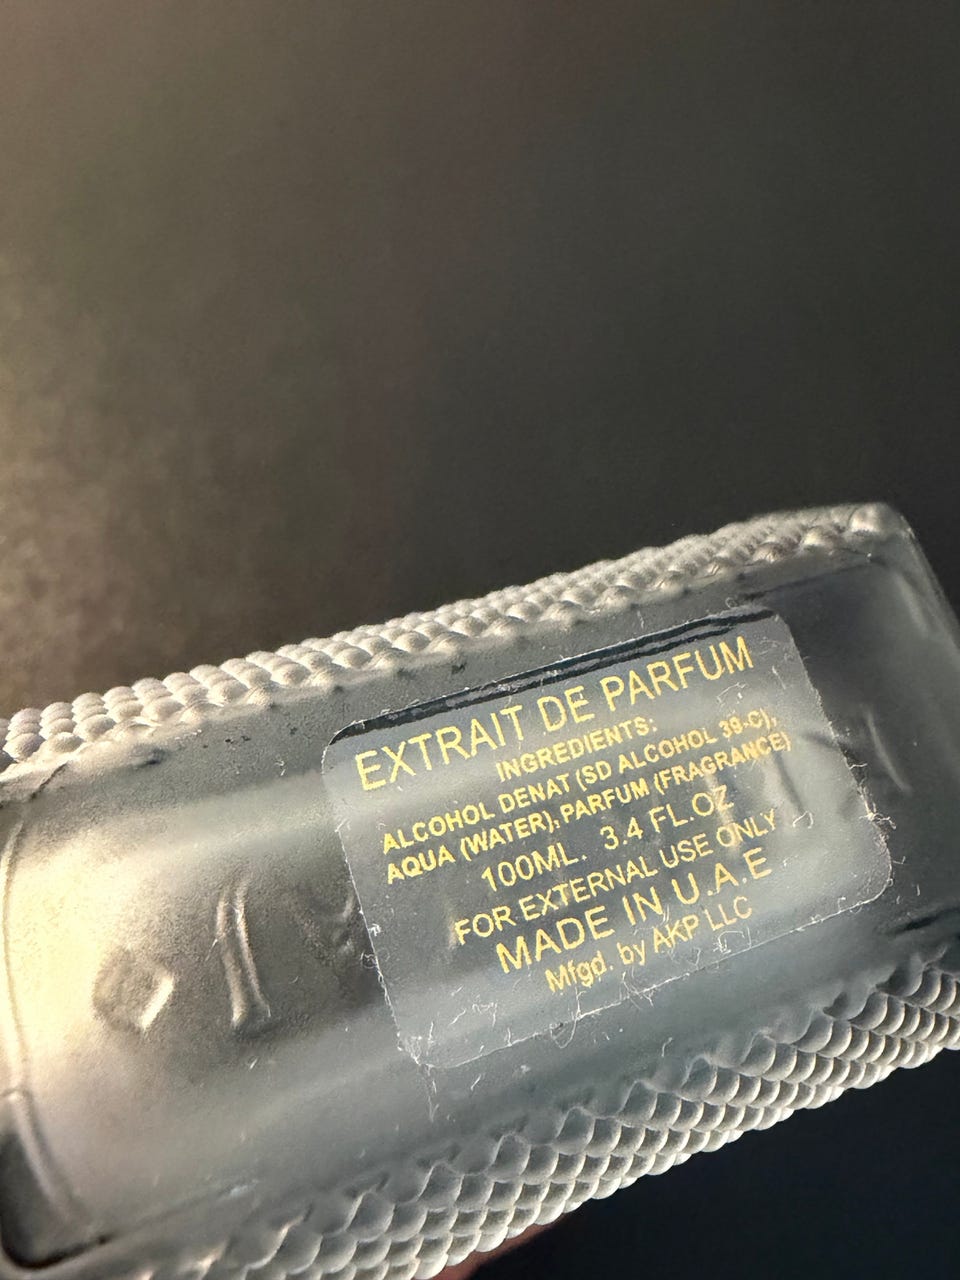 EXTRAIT DE PARFUM
INGREDIENTS:
ALCOHOL DENAT (SD ALCOHOL 39-C),
AQUA (WATER), PARFUM (FRAGRANCE)
100ML. 3.4 FL.OZ
FOR EXTERNAL USE ONLY
MADE IN U.A.E
Mfgd. by AKP LLC